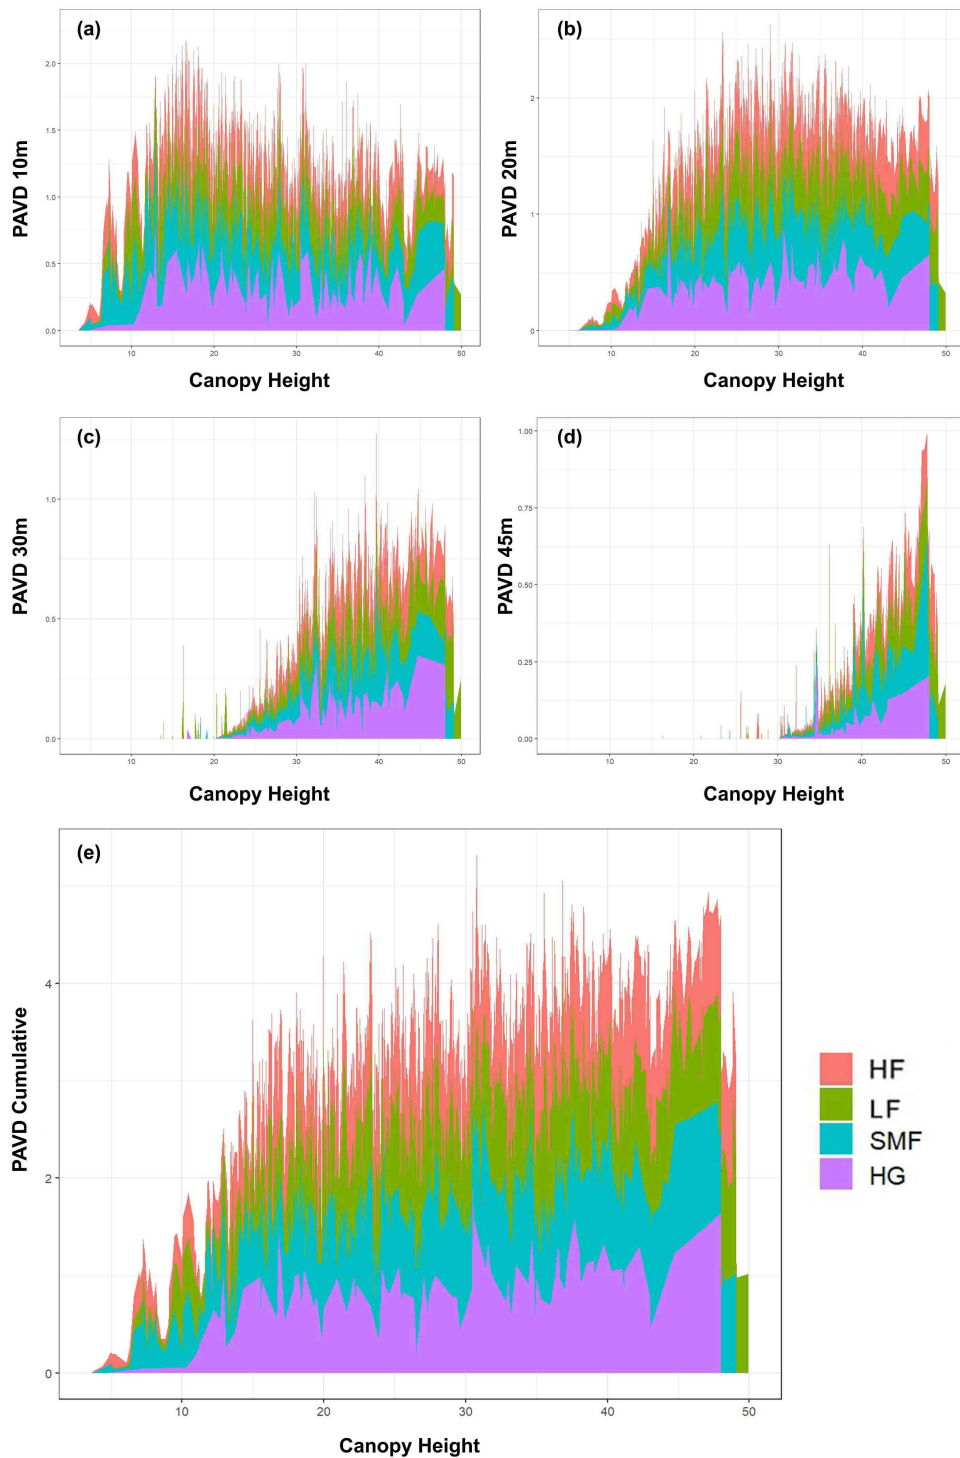 (a)
PAVD 10m
2.0
1.5
1.0
0.5
0.0
10 20 30 40 50
Canopy Height
(b)
PAVD 20m
2
1
0
10 20 30 40 50
Canopy Height
(c)
PAVD 30m
1.0
0.5
0.0
10 20 30 40 50
Canopy Height
(d)
PAVD 45m
1.00
0.75
0.50
0.25
0.00
10 20 30 40 50
Canopy Height
(e)
PAVD Cumulative
4
2
0
10 20 30 40 50
Canopy Height
HF
LF
SMF
HG